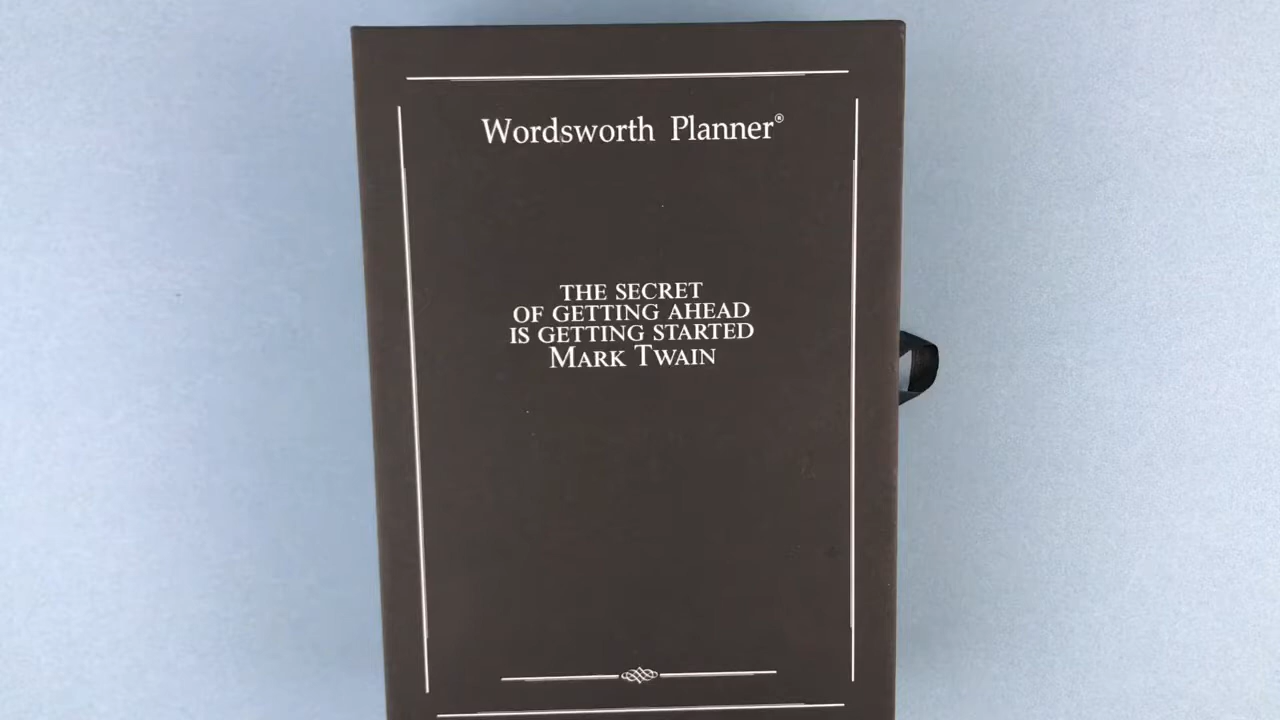 Wordsworth Planner®
THE SECRET
OF GETTING AHEAD
IS GETTING STARTED
MARK TWAIN